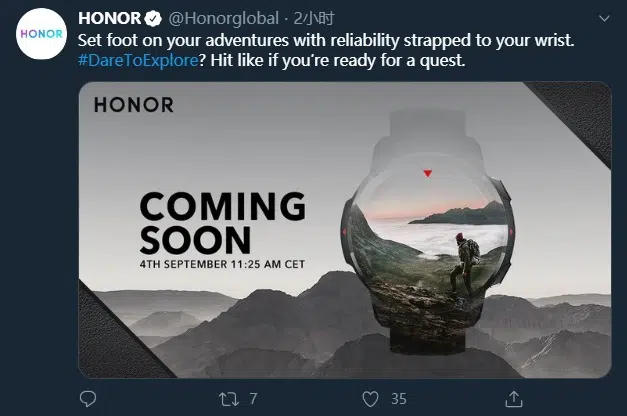 HONOR @Honorglobal · 2小时
Set foot on your adventures with reliability strapped to your wrist.
#DareToExplore? Hit like if you’re ready for a quest.
HONOR
HONOR
COMING
SOON
4TH SEPTEMBER 11:25 AM CET
7
35